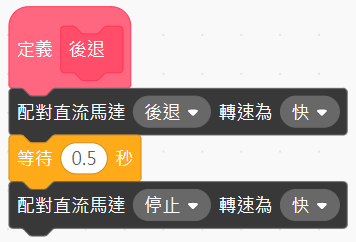 定義 後退
配對直流馬達 後退 轉速為 快
等待 0.5 秒
配對直流馬達 停止 轉速為 快